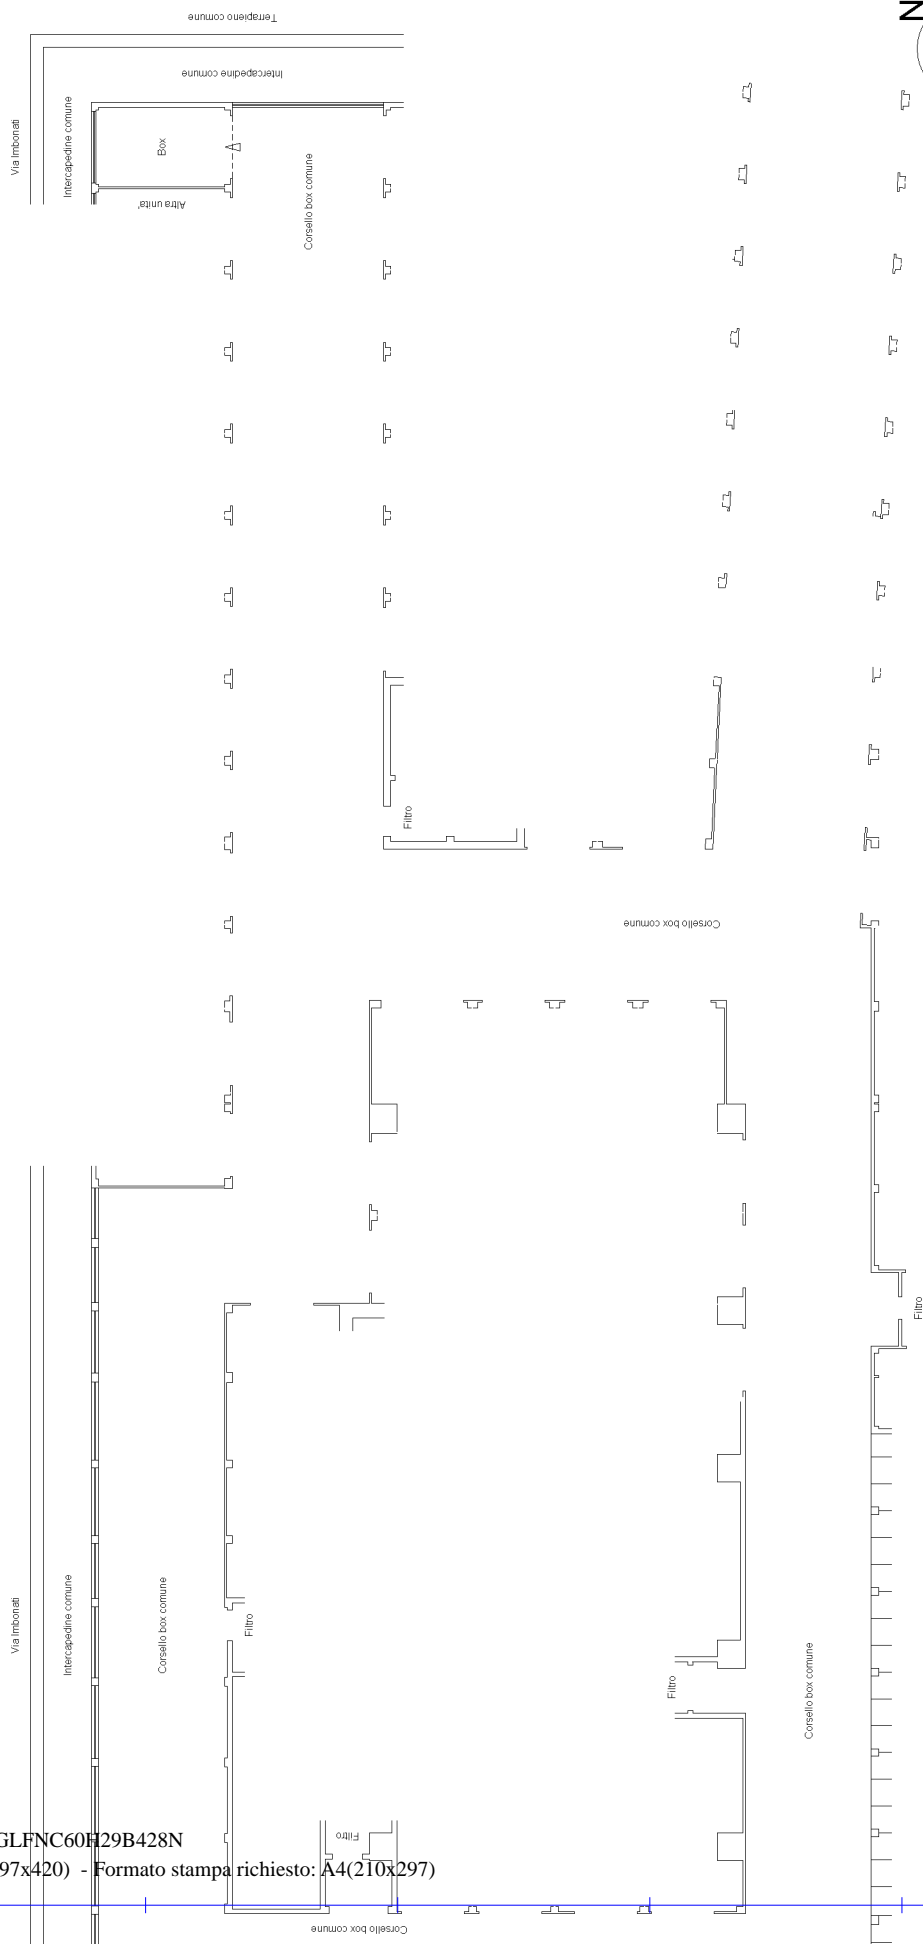 Terrapieno comune
N
Intercapedine comune
Via Imbonati
Intercapedine comune
Box
Corsello box comune
Altra unita'
Filtro
Corsello box comune
Filtro
Via Imbonati
Intercapedine comune
Corsello box comune
Filtro
Filtro
Corsello box comune
Filtro
GLFNC60H29B428N
97x420) - Formato stampa richiesto: A4(210x297)
Corsello box comune